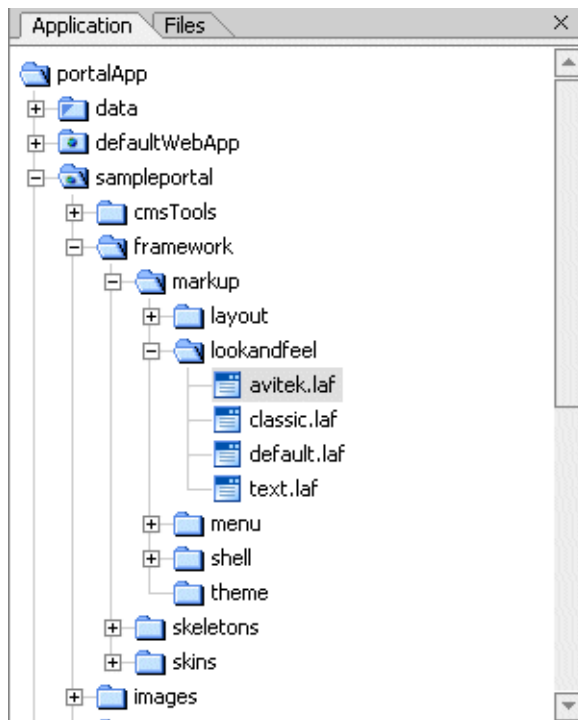 Application Files
portalApp
data
defaultWebApp
sampleportal
cmsTools
framework
markup
layout
lookandfeel
avitek.laf
classic.laf
default.laf
text.laf
menu
shell
theme
skeletons
skins
images